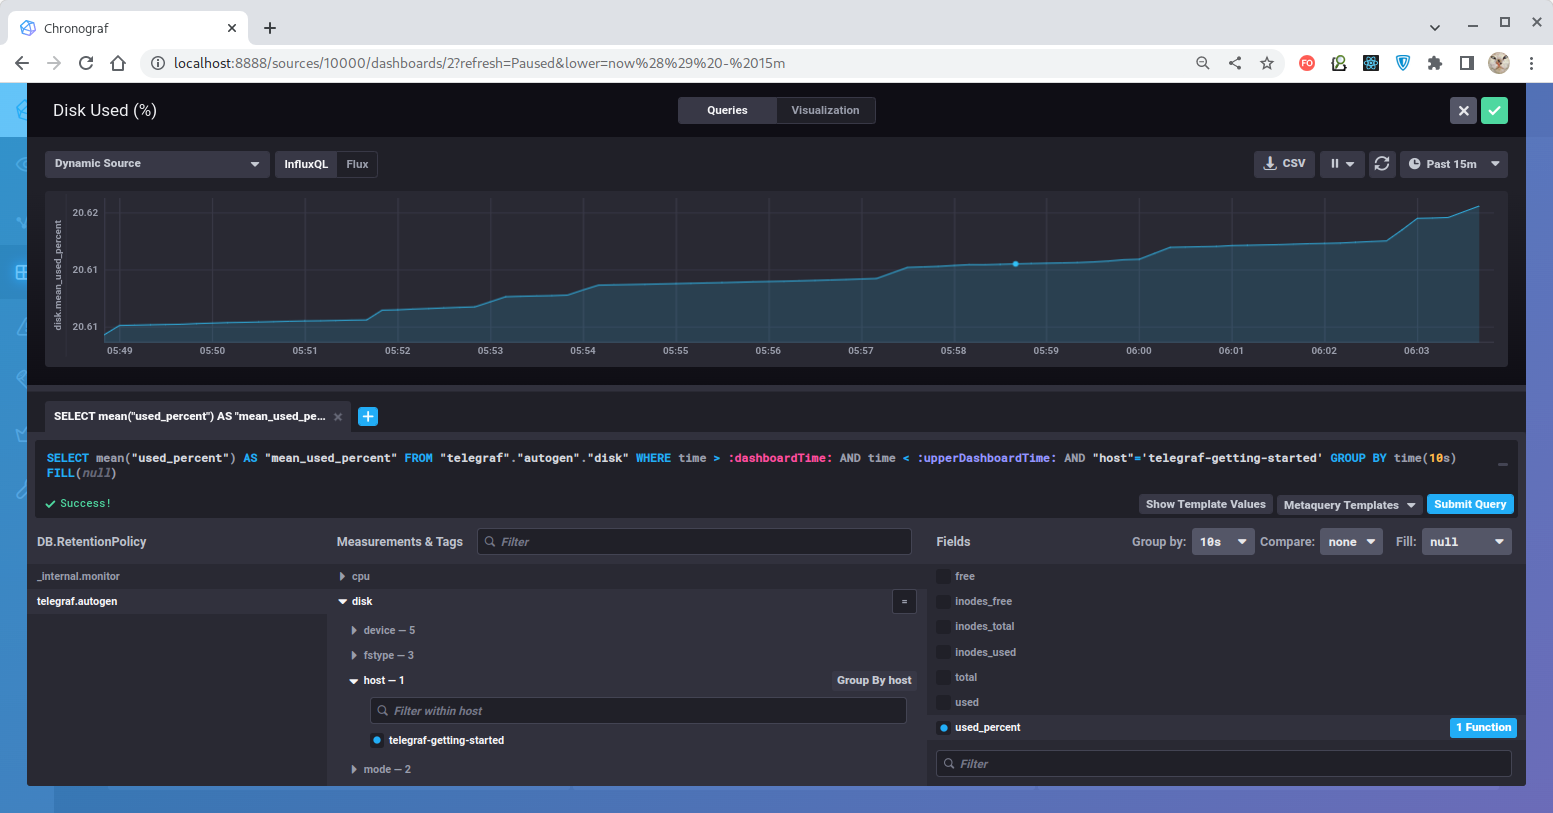 Chronograf
localhost:8888/sources/10000/dashboards/2?refresh=Paused&lower=now%28%29%20-%2015m
FO
Disk Used (%)
Queries
Visualization
Dynamic Source
InfluxQL
Flux
CSV
Past 15m
disk.mean_used_percent
20.62
20.61
20.61
05:49 05:50 05:51 05:52 05:53 05:54 05:55 05:56 05:57 05:58 05:59 06:00 06:01 06:02 06:03
SELECT mean("used_percent") AS "mean_used_pe...
SELECT mean("used_percent") AS "mean_used_percent" FROM "telegraf"."autogen"."disk" WHERE time > :dashboardTime: AND time < :upperDashboardTime: AND "host"='telegraf-getting-started' GROUP BY time(10s)
FILL(null)
Success!
Show Template Values
Metaquery Templates
Submit Query
DB.RetentionPolicy
_internal.monitor
telegraf.autogen
Measurements & Tags
Filter
cpu
disk
=
device — 5
fstype — 3
host — 1
Group By host
Filter within host
telegraf-getting-started
mode — 2
Fields
Group by: 10s
Compare: none
Fill: null
free
inodes_free
inodes_total
inodes_used
total
used
used_percent
1 Function
Filter